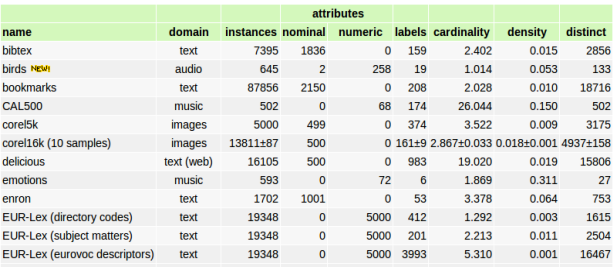 attributes
name domain instances nominal numeric labels cardinality density distinct
bibtex text 7395 1836 0 159 2.402 0.015 2856
birds NEW! audio 645 2 258 19 1.014 0.053 133
bookmarks text 87856 2150 0 208 2.028 0.010 18716
CAL500 music 502 0 68 174 26.044 0.150 502
corel5k images 5000 499 0 374 3.522 0.009 3175
corel16k (10 samples) images 13811±87 500 0 161±9 2.867±0.033 0.018±0.001 4937±158
delicious text (web) 16105 500 0 983 19.020 0.019 15806
emotions music 593 0 72 6 1.869 0.311 27
enron text 1702 1001 0 53 3.378 0.064 753
EUR-Lex (directory codes) text 19348 0 5000 412 1.292 0.003 1615
EUR-Lex (subject matters) text 19348 0 5000 201 2.213 0.011 2504
EUR-Lex (eurovoc descriptors) text 19348 0 5000 3993 5.310 0.001 16467